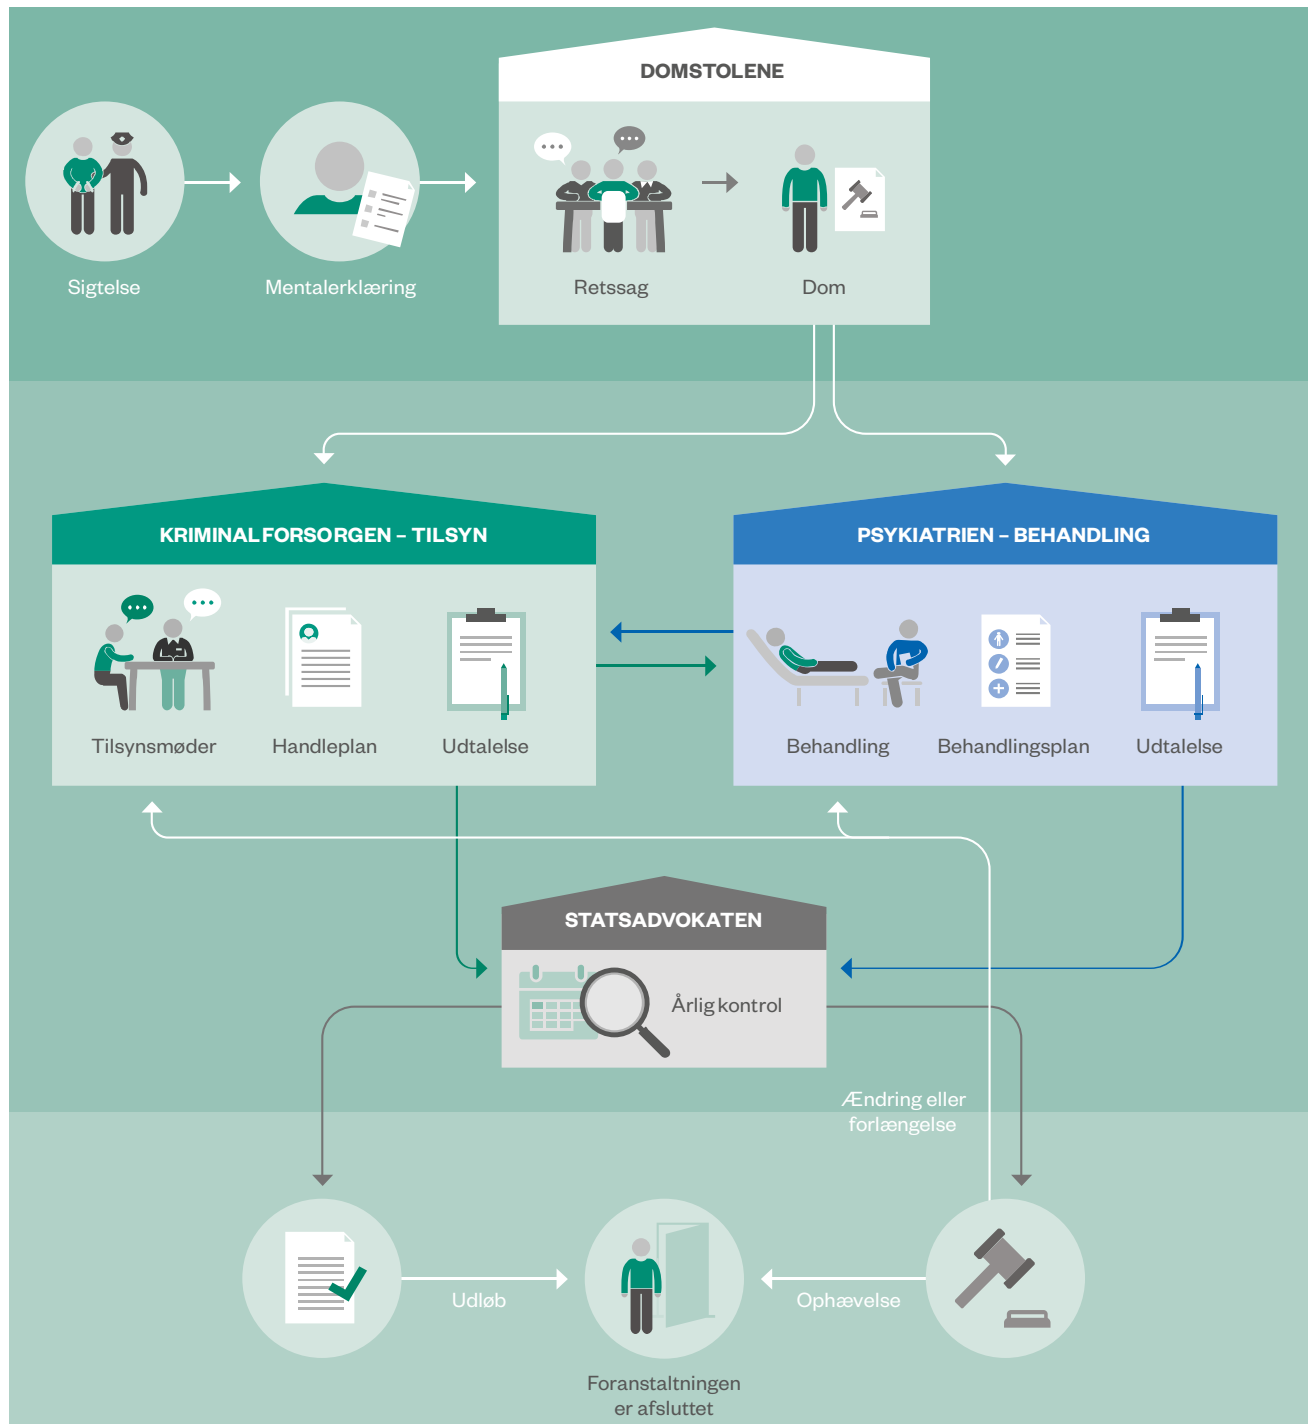 DOMSTOLENE
Sigtelse
Mentalerklæring
Retssag
Dom
KRIMINALFORSORGEN – TILSYN
PSYKIATRIEN – BEHANDLING
Tilsynsmøder
Handleplan
Udtalelse
Behandling
Behandlingsplan
Udtalelse
STATSADVOKATEN
Årlig kontrol
Ændring eller
forlængelse
Udløb
Ophævelse
Foranstaltningen
er afsluttet